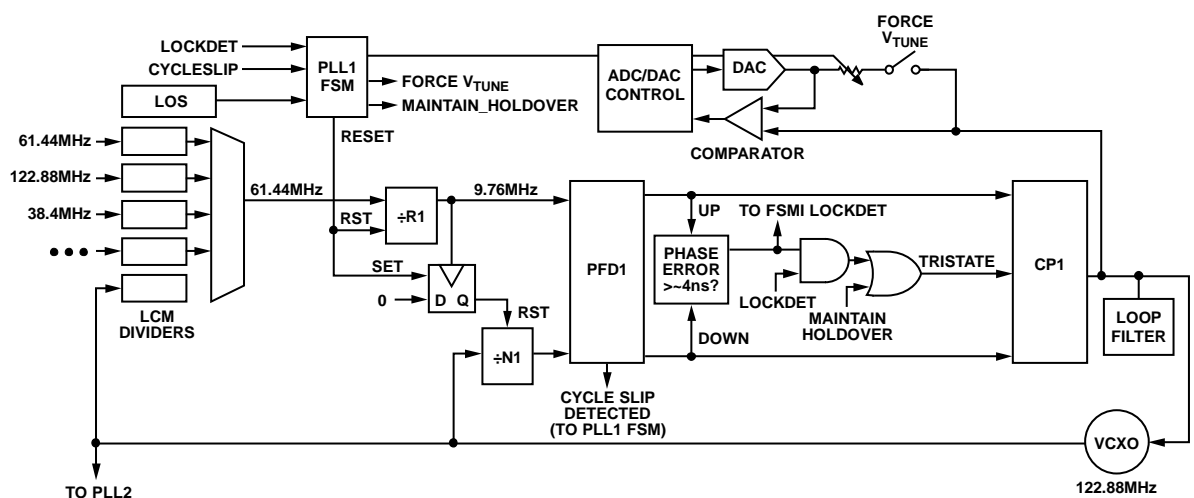 LOCKDET
CYCLESLIP
LOS
PLL1
FSM
FORCE VTUNE
MAINTAIN_HOLDOVER
RESET
ADC/DAC
CONTROL
DAC
COMPARATOR
FORCE
VTUNE
61.44MHz
122.88MHz
38.4MHz
LCM
DIVIDERS
61.44MHz
RST
÷R1
9.76MHz
SET
0
D Q
RST
÷N1
PFD1
CYCLE SLIP
DETECTED
(TO PLL1 FSM)
UP
TO FSMI LOCKDET
PHASE
ERROR
>~4ns?
DOWN
LOCKDET
MAINTAIN
HOLDOVER
TRISTATE
CP1
LOOP
FILTER
VCXO
122.88MHz
TO PLL2